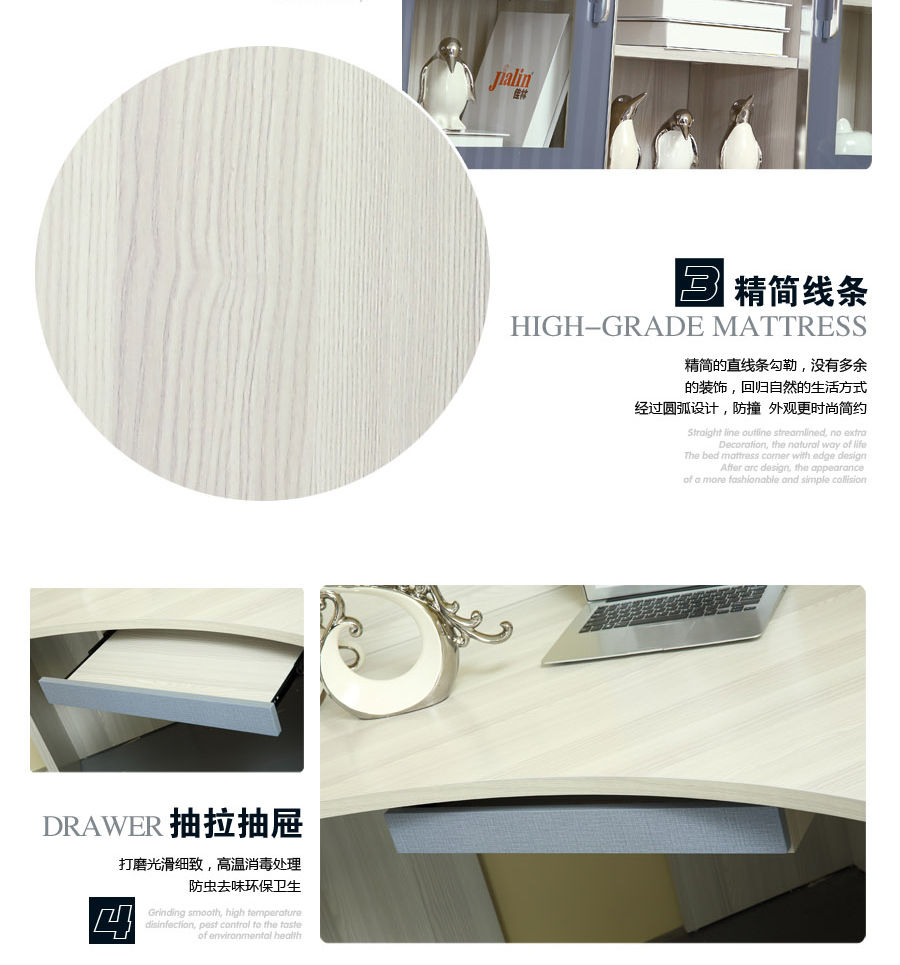 Jialin
佳林
3 精简线条
HIGH-GRADE MATTRESS
精简的直线条勾勒，没有多余
的装饰，回归自然的生活方式
经过圆弧设计，防撞 外观更时尚简约
Straight line outline streamlined, no extra
Decoration, the natural way of life
The bed mattress corner with edge design
After arc design, the appearance
of a more fashionable and simple collision
DRAWER 抽拉抽屉
打磨光滑细致，高温消毒处理
防虫去味环保卫生
4
Grinding smooth, high temperature
disinfection, pest control to the taste
of environmental health